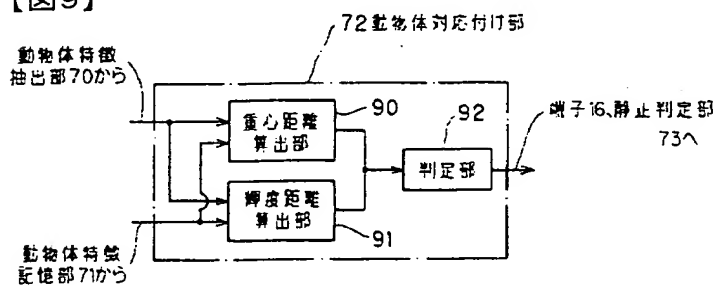 【図9】
72動物体対応付け部
動物体特徴
抽出部70から
90
重心距離
算出部
92
判定部
端子16、静止判定部
73へ
輝度距離
算出部
91
動物体特徴
記憶部71から